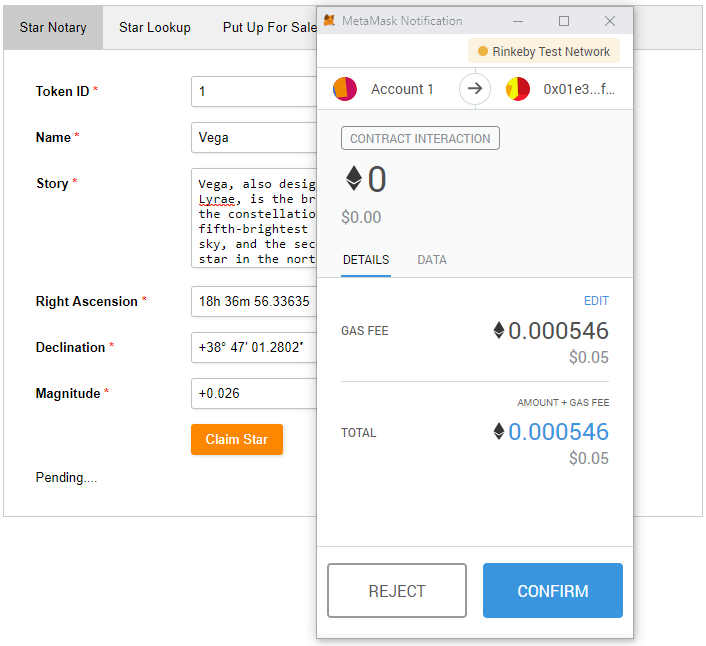 Star Notary
Star Lookup
Put Up For Sale
Token ID *
1
Name *
Vega
Story *
Vega, also desig
Lyrae, is the br
the constellatio
fifth-brightest
sky, and the sec
star in the nort
Right Ascension *
18h 36m 56.33635
Declination *
+38° 47′ 01.2802″
Magnitude *
+0.026
Claim Star
Pending....
MetaMask Notification
Rinkeby Test Network
Account 1
0x01e3...f...
CONTRACT INTERACTION
0
$0.00
DETAILS
DATA
EDIT
GAS FEE
0.000546
$0.05
AMOUNT + GAS FEE
TOTAL
0.000546
$0.05
REJECT
CONFIRM